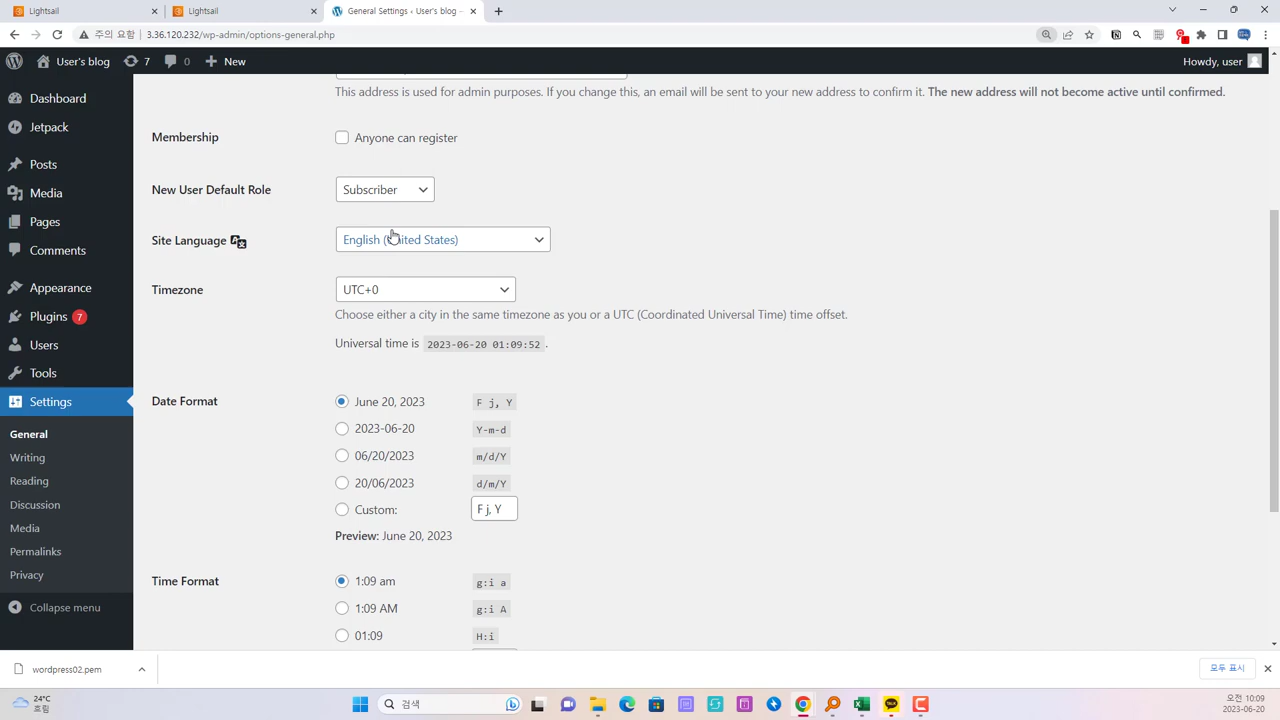 Lightsail
Lightsail
General Settings ‹ User's blog –
주의 요함
3.36.120.232/wp-admin/options-general.php
User's blog
7
0
New
Howdy, user
Dashboard
Jetpack
Posts
Media
Pages
Comments
Appearance
Plugins 7
Users
Tools
Settings
General
Writing
Reading
Discussion
Media
Permalinks
Privacy
Collapse menu
This address is used for admin purposes. If you change this, an email will be sent to your new address to confirm it. The new address will not become active until confirmed.
Membership
Anyone can register
New User Default Role
Subscriber
Site Language
English (United States)
Timezone
UTC+0
Choose either a city in the same timezone as you or a UTC (Coordinated Universal Time) time offset.
Universal time is 2023-06-20 01:09:52 .
Date Format
June 20, 2023 F j, Y
2023-06-20 Y-m-d
06/20/2023 m/d/Y
20/06/2023 d/m/Y
Custom: F j, Y
Preview: June 20, 2023
Time Format
1:09 am g:i a
1:09 AM g:i A
01:09 H:i
wordpress02.pem
모두 표시
24°C
흐림
검색
TALK
오전 10:09
2023-06-20